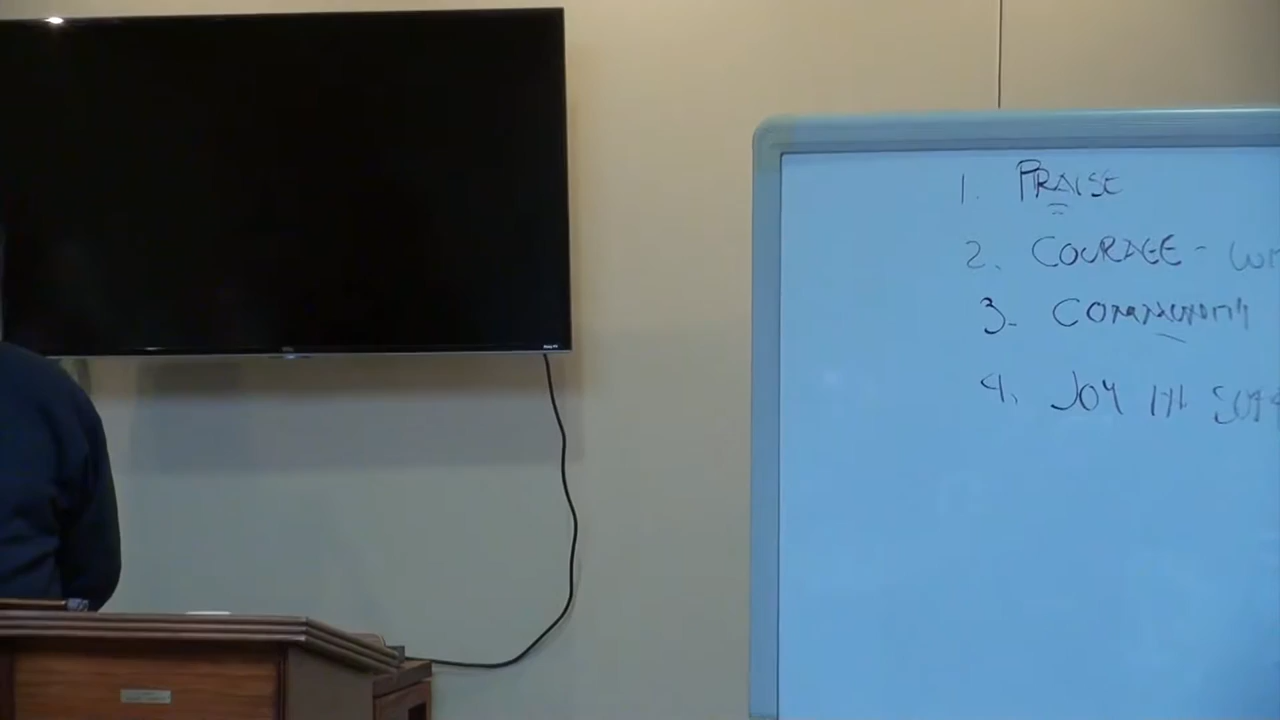 1. PRAISE
2. COURAGE -
3. COMMUNITY
4. JOY IN